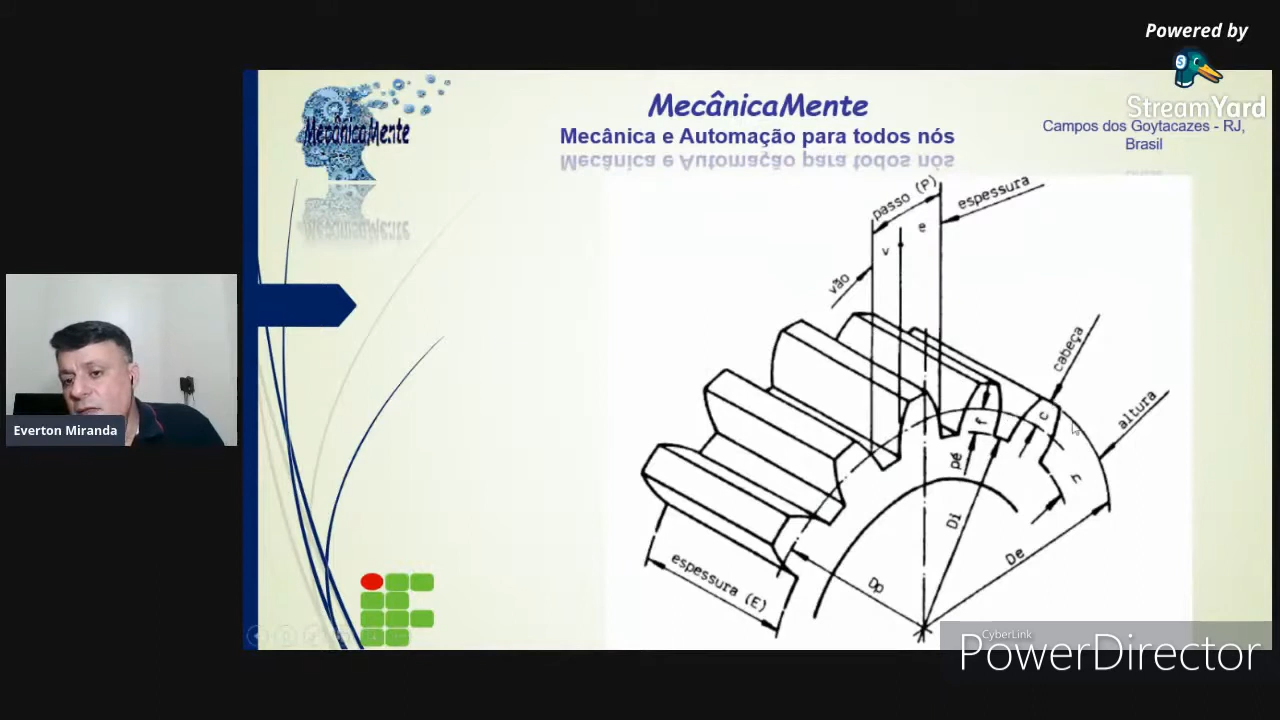 Powered by
StreamYard
MecânicaMente
MecânicaMente
Mecânica e Automação para todos nós
Campos dos Goytacazes - RJ,
Brasil
passo (P)
espessura
e
v
vão
cabeça
altura
c
f
pé
h
Di
De
Dp
espessura (E)
Everton Miranda
CyberLink
PowerDirector